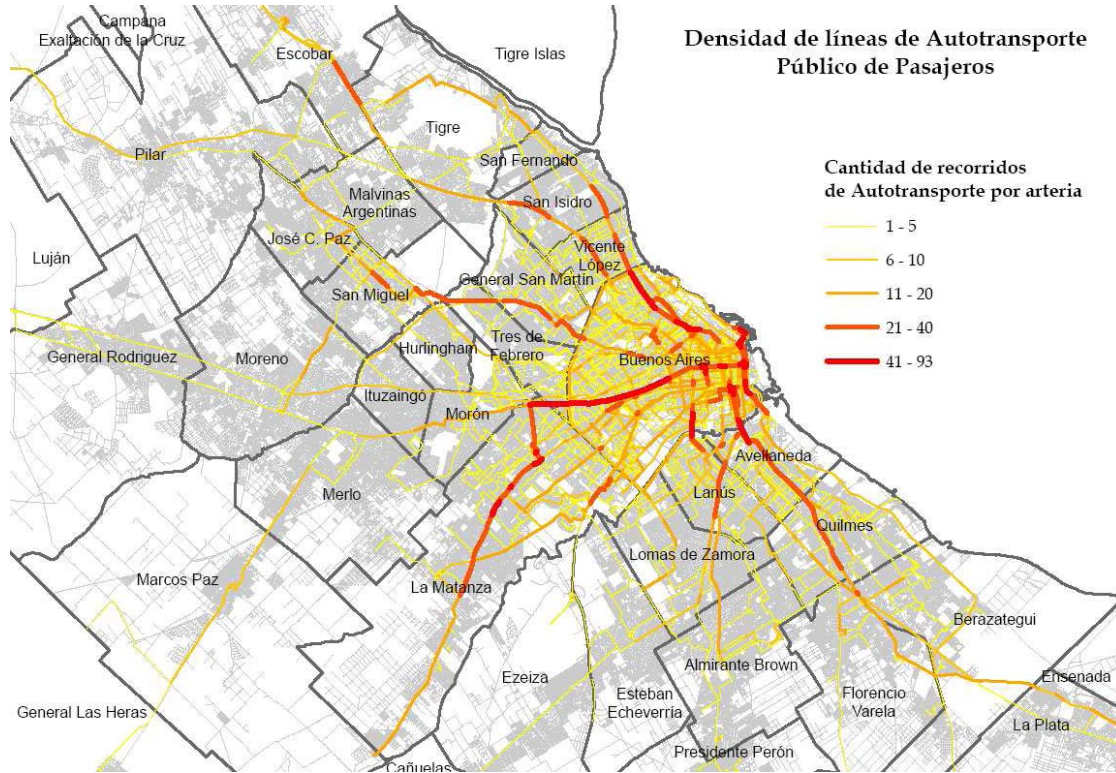 Densidad de líneas de Autotransporte
Público de Pasajeros
Cantidad de recorridos
de Autotransporte por arteria
1 - 5
6 - 10
11 - 20
21 - 40
41 - 93
Campana
Exaltación de la Cruz
Escobar
Tigre Islas
Tigre
Pilar
San Fernando
Malvinas
Argentinas
San Isidro
José C. Paz
Vicente
López
Luján
General San Martín
San Miguel
Tres de
Febrero
Hurlingham
General Rodriguez
Moreno
Buenos Aires
Ituzaingó
Morón
Avellaneda
Merlo
Lanús
Quilmes
Lomas de Zamora
Marcos Paz
La Matanza
Berazategui
Almirante Brown
Ezeiza
Esteban
Echeverría
Florencio
Varela
Ensenada
La Plata
General Las Heras
Presidente Perón
Cañuelas